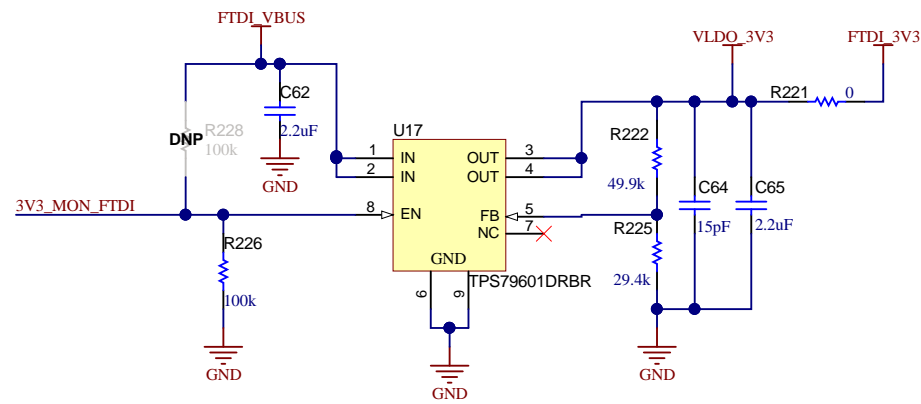 FTDI_VBUS
VLDO_3V3
FTDI_3V3
C62
2.2uF
GND
DNP
R228
100k
U17
1
IN
2
IN
OUT
3
OUT
4
8
EN
FB
5
NC
7
GND
6
9
TPS79601DRBR
GND
3V3_MON_FTDI
R226
100k
GND
R221
0
R222
49.9k
R225
29.4k
C64
15pF
C65
2.2uF
GND